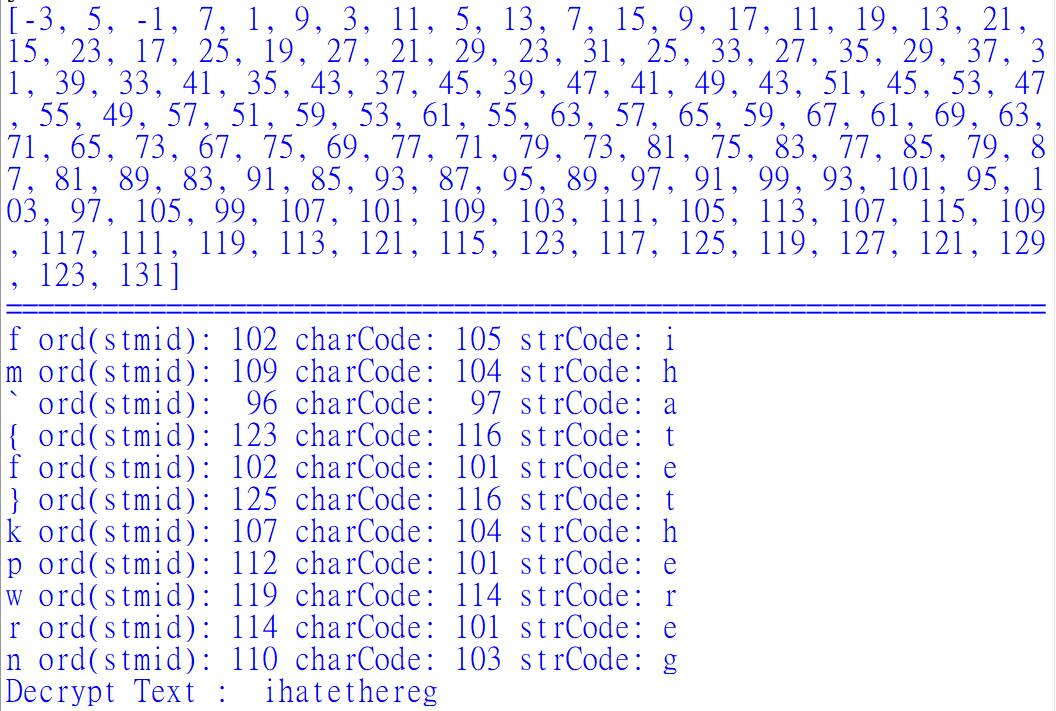 [-3, 5, -1, 7, 1, 9, 3, 11, 5, 13, 7, 15, 9, 17, 11, 19, 13, 21,
15, 23, 17, 25, 19, 27, 21, 29, 23, 31, 25, 33, 27, 35, 29, 37, 3
1, 39, 33, 41, 35, 43, 37, 45, 39, 47, 41, 49, 43, 51, 45, 53, 47
, 55, 49, 57, 51, 59, 53, 61, 55, 63, 57, 65, 59, 67, 61, 69, 63,
71, 65, 73, 67, 75, 69, 77, 71, 79, 73, 81, 75, 83, 77, 85, 79, 8
7, 81, 89, 83, 91, 85, 93, 87, 95, 89, 97, 91, 99, 93, 101, 95, 1
03, 97, 105, 99, 107, 101, 109, 103, 111, 105, 113, 107, 115, 109
, 117, 111, 119, 113, 121, 115, 123, 117, 125, 119, 127, 121, 129
, 123, 131]
=================================================================
f ord(stmid): 102 charCode: 105 strCode: i
m ord(stmid): 109 charCode: 104 strCode: h
` ord(stmid):  96 charCode:  97 strCode: a
{ ord(stmid): 123 charCode: 116 strCode: t
f ord(stmid): 102 charCode: 101 strCode: e
} ord(stmid): 125 charCode: 116 strCode: t
k ord(stmid): 107 charCode: 104 strCode: h
p ord(stmid): 112 charCode: 101 strCode: e
w ord(stmid): 119 charCode: 114 strCode: r
r ord(stmid): 114 charCode: 101 strCode: e
n ord(stmid): 110 charCode: 103 strCode: g
Decrypt Text :  ihatethereg